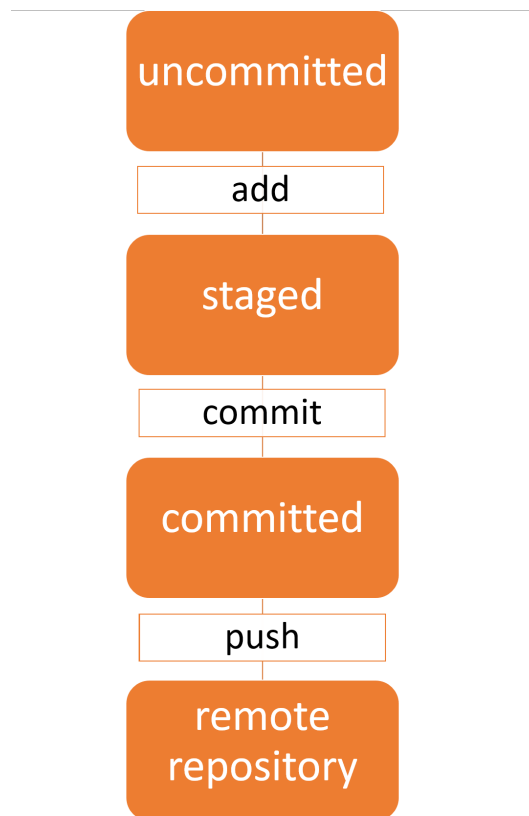 uncommitted
add
staged
commit
committed
push
remote
repository